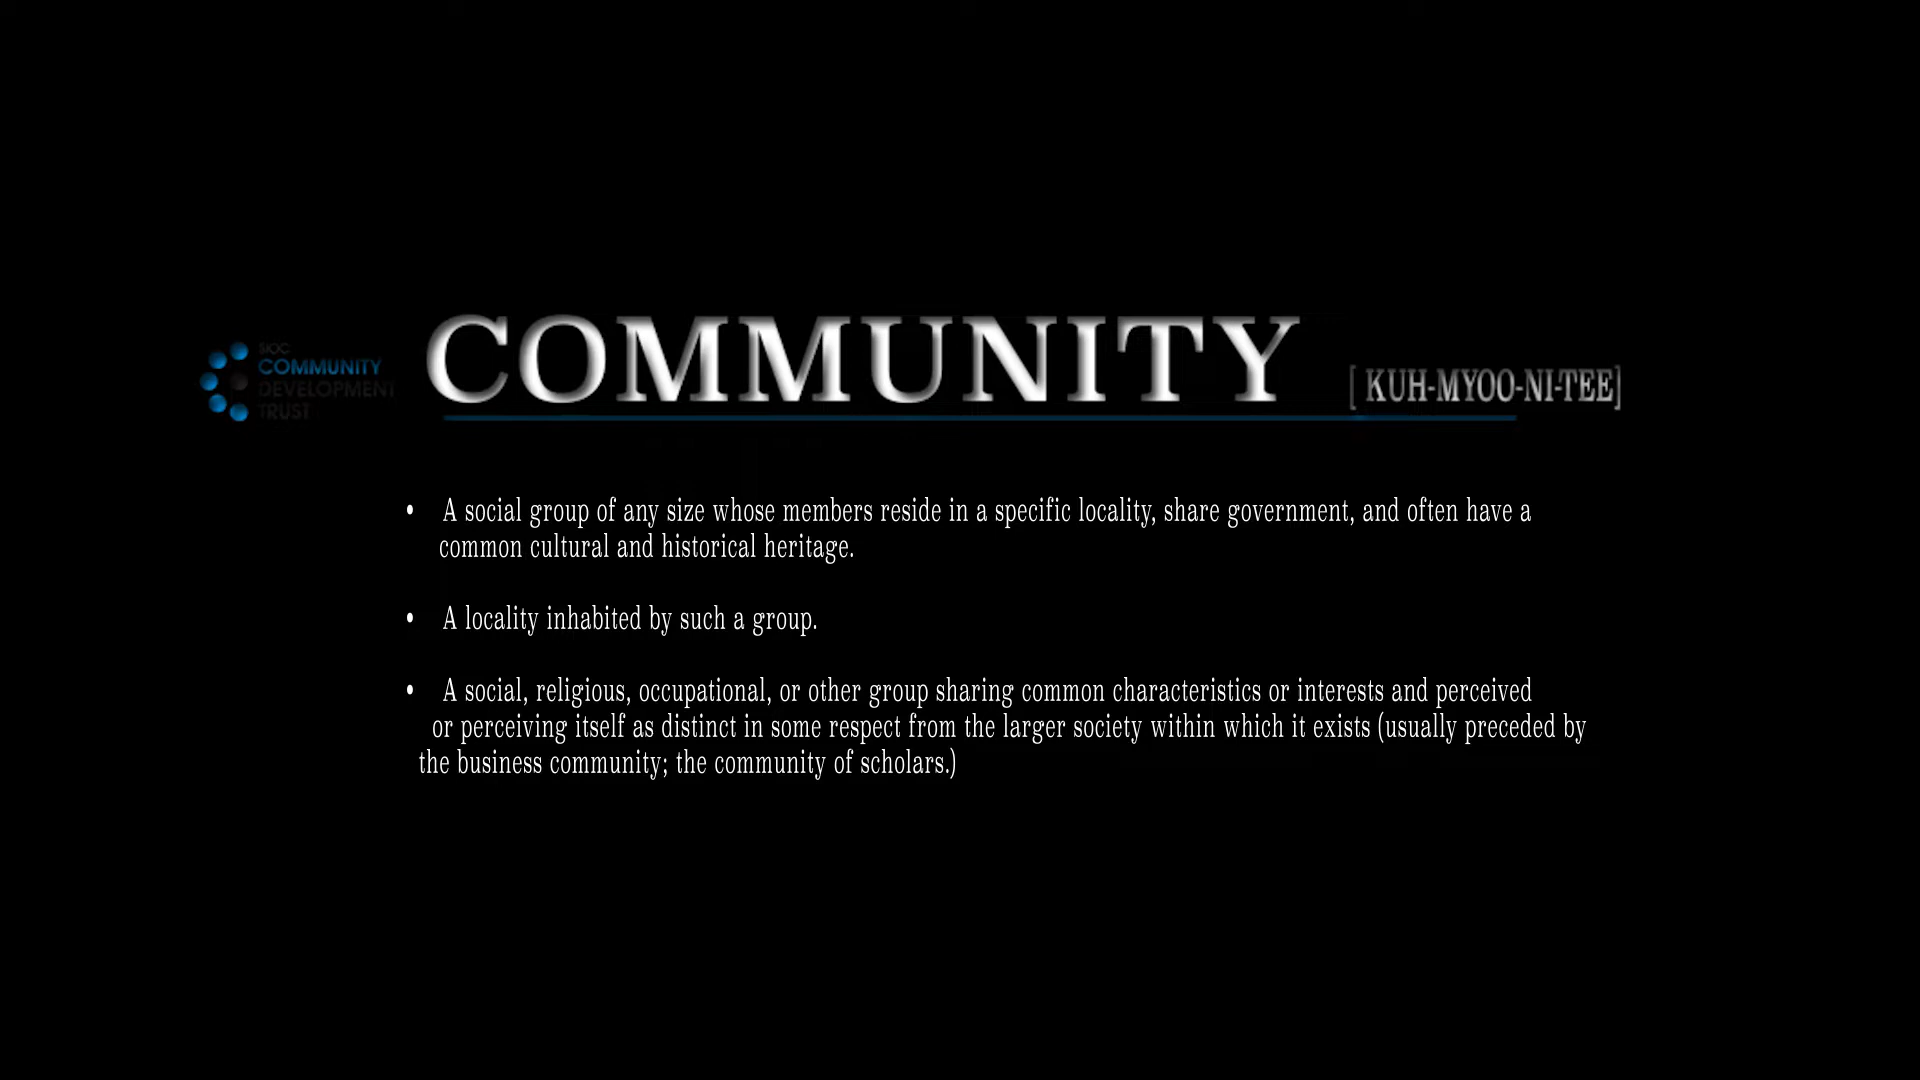 SIOC
COMMUNITY
DEVELOPMENT
TRUST
COMMUNITY [ KUH-MYOO-NI-TEE]
• A social group of any size whose members reside in a specific locality, share government, and often have a
common cultural and historical heritage.
• A locality inhabited by such a group.
• A social, religious, occupational, or other group sharing common characteristics or interests and perceived
or perceiving itself as distinct in some respect from the larger society within which it exists (usually preceded by
the business community; the community of scholars.)